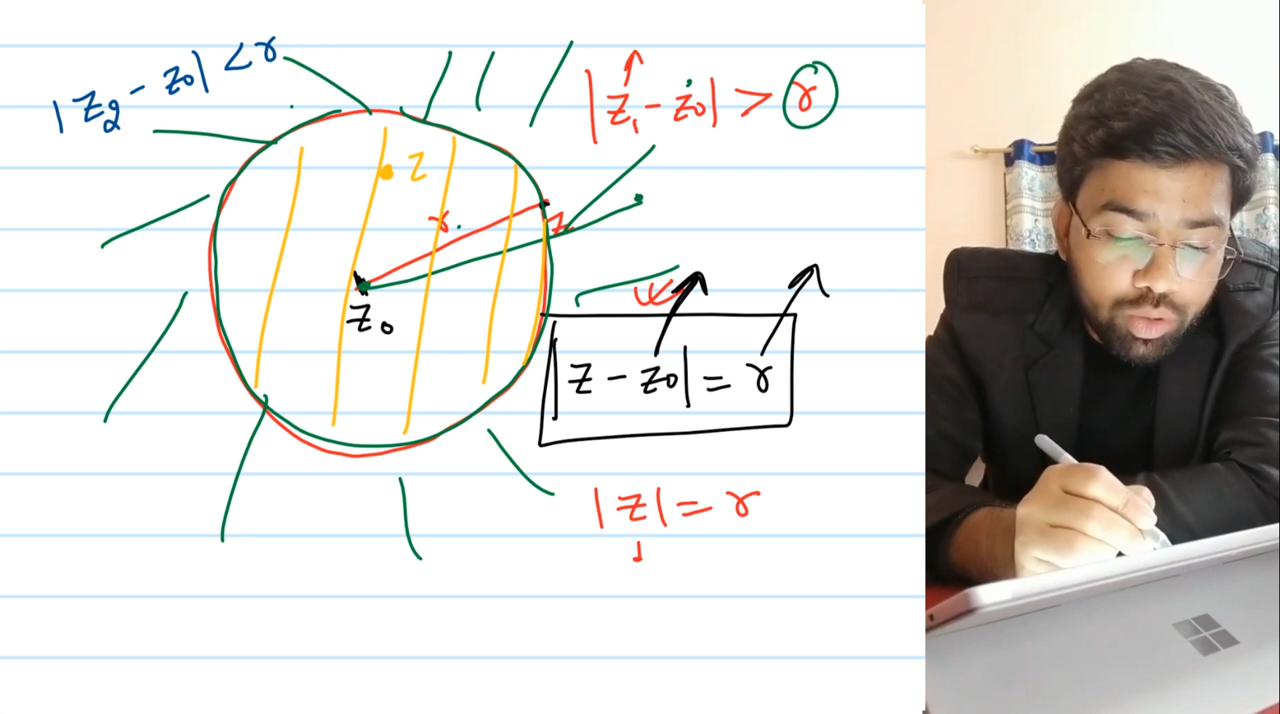 |z₂ - z₀| < r
|z₁ - z₀| > r
z
r
z
z₀
|z - z₀| = r
|z| = r